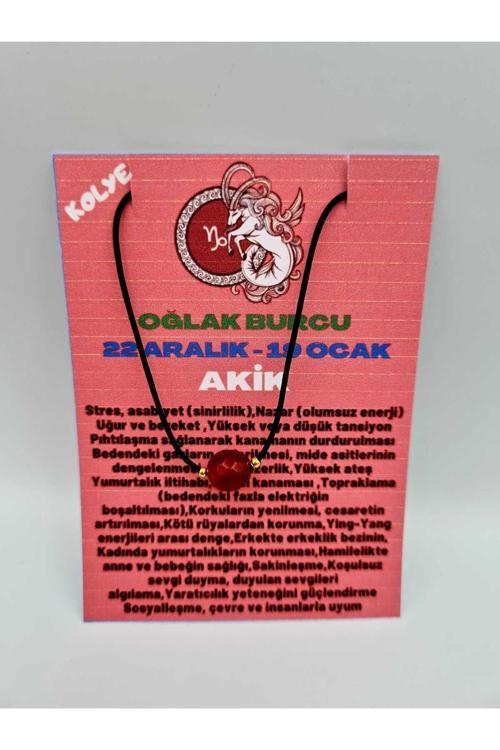 KOLYE
OĞLAK BURCU
22 ARALIK - 19 OCAK
AKİK
Stres, asabiyet (sinirlilik),Nazar (olumsuz enerji)
Uğur ve bereket ,Yüksek veya düşük tansiyon
Pıhtılaşma sağlanarak kanamanın durdurulması
Bedendeki gazların mide asitlerinin
dengelenmesi Yüksek ateş
Yumurtalık kanaması ,Topraklama
(bedendeki fazla elektriğin
boşaltılması),Korkuların yenilmesi, cesaretin
artırılması,Kötü rüyalardan korunma,Ying-Yang
enerjileri arası denge,Erkekte erkeklik bezinin,
Kadında yumurtalıkların korunması,Hamilelikte
anne ve bebeğin sağlığı,Sakinleşme,Koşulsuz
sevgi duyma, duyulan sevgileri
algılama,Yaratıcılık yeteneğini güçlendirme
Sosyalleşme, çevre ve insanlarla uyum